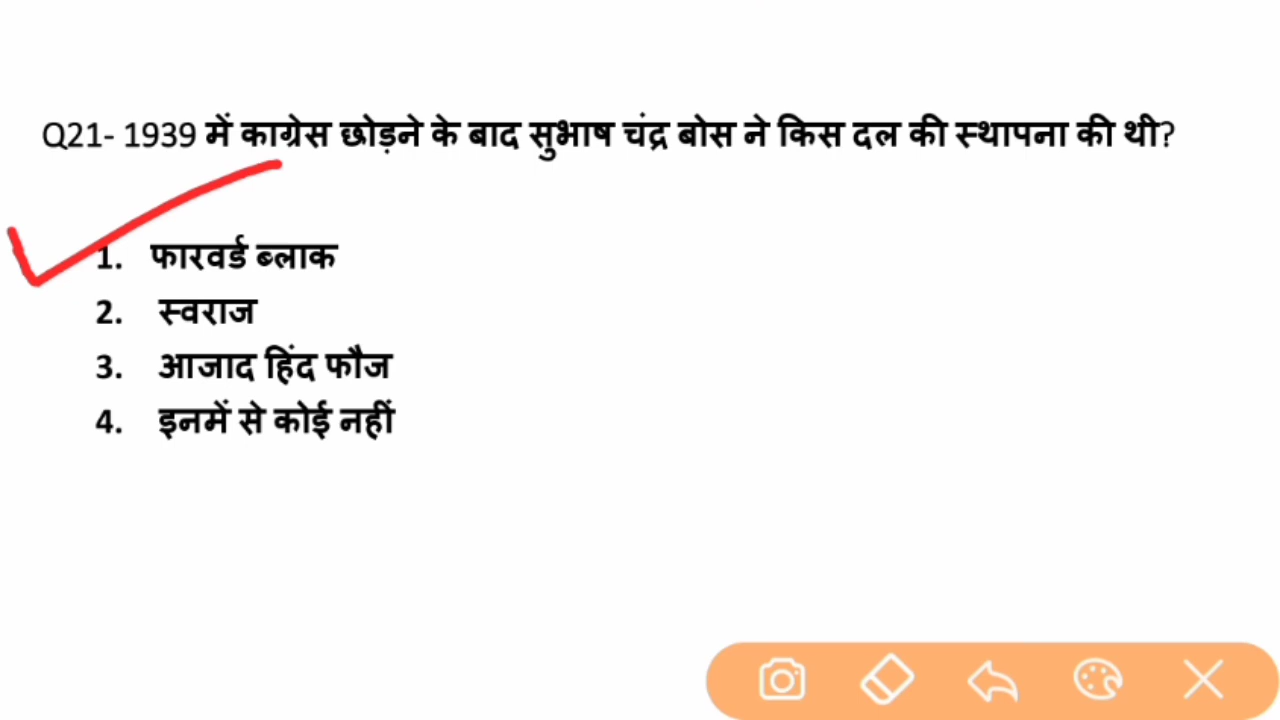 Q21- 1939 में काग्रेस छोड़ने के बाद सुभाष चंद्र बोस ने किस दल की स्थापना की थी?
1. फारवर्ड ब्लाक
2. स्वराज
3. आजाद हिंद फौज
4. इनमें से कोई नहीं